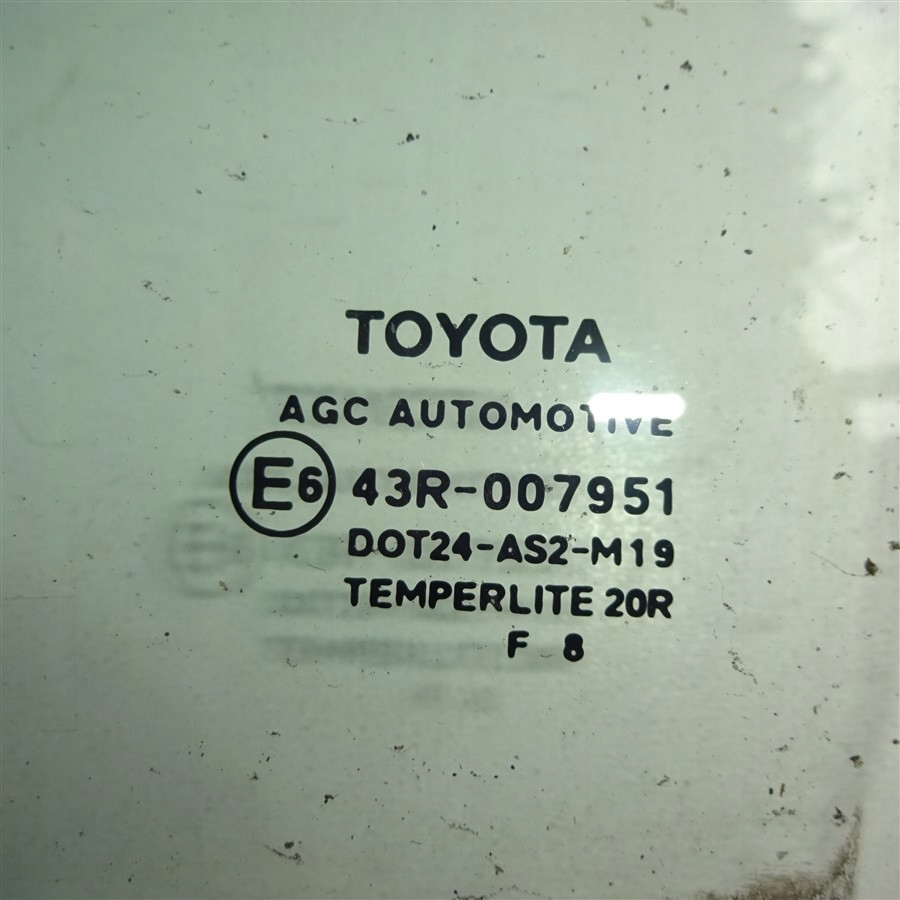 TOYOTA
AGC AUTOMOTIVE
E6 43R-007951
DOT24-AS2-M19
TEMPERLITE 20R
F 8